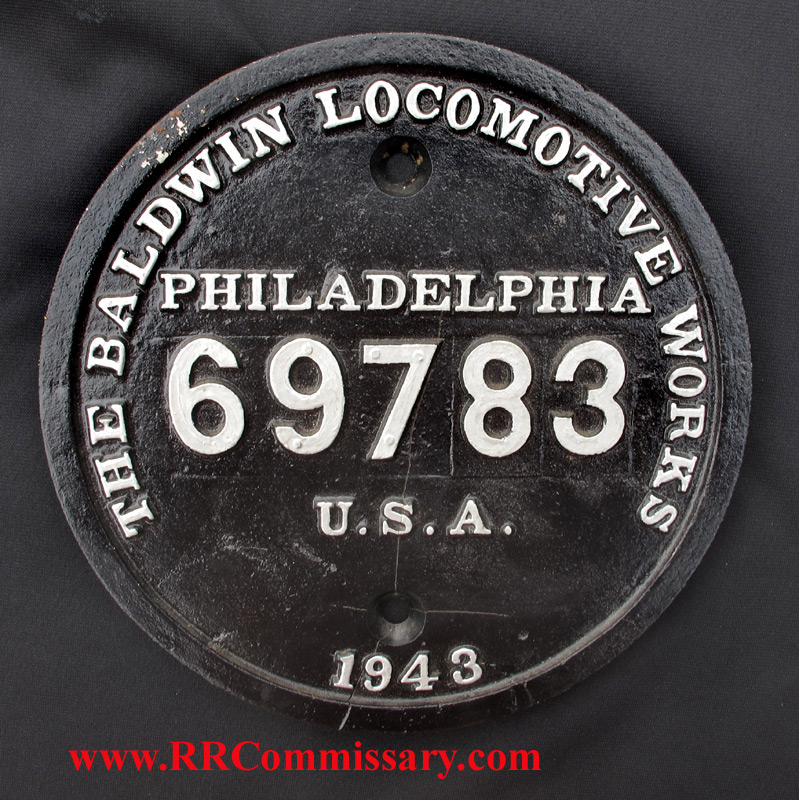 THE BALDWIN LOCOMOTIVE WORKS
PHILADELPHIA
69783
U.S.A.
1943
www.RRCommissary.com